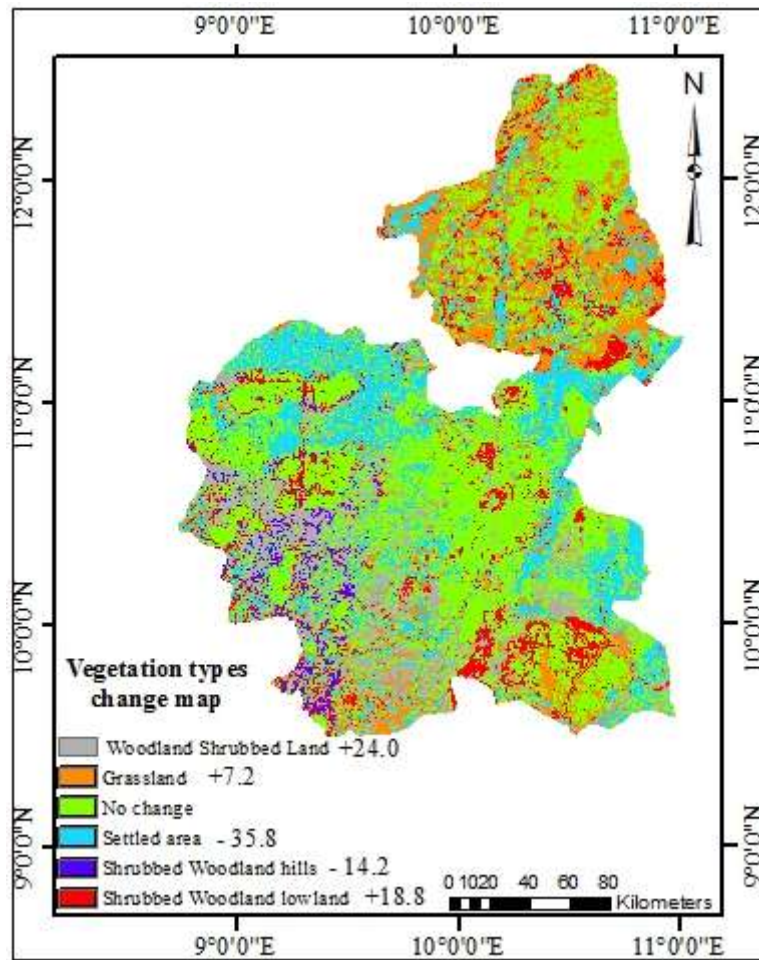 9°0'0"E 10°0'0"E 11°0'0"E
N
12°0'0"N 12°0'0"N
11°0'0"N 11°0'0"N
10°0'0"N 10°0'0"N
9°0'0"N 9°0'0"N
Vegetation types
change map
Woodland Shrubbed Land +24.0
Grassland +7.2
No change
Settled area - 35.8
Shrubbed Woodland hills - 14.2
Shrubbed Woodland lowland +18.8
0 10 20 40 60 80
Kilometers
9°0'0"E 10°0'0"E 11°0'0"E